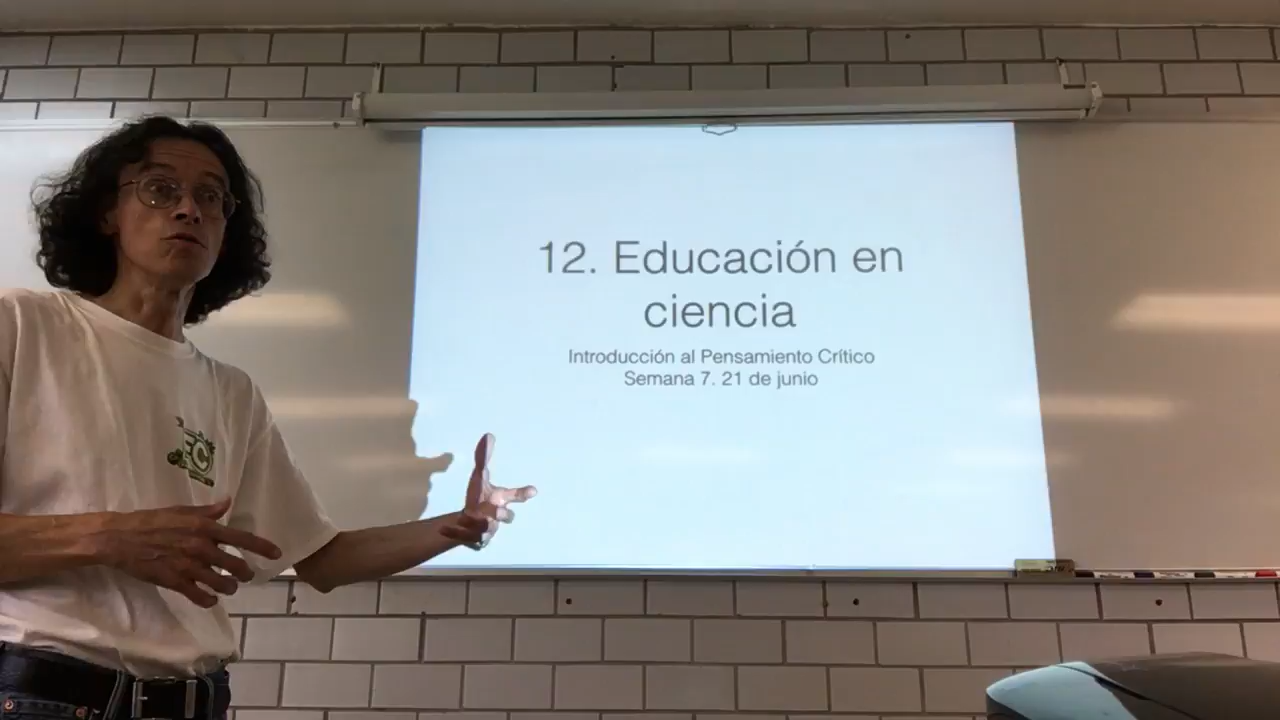 12. Educación en
ciencia
Introducción al Pensamiento Crítico
Semana 7. 21 de junio